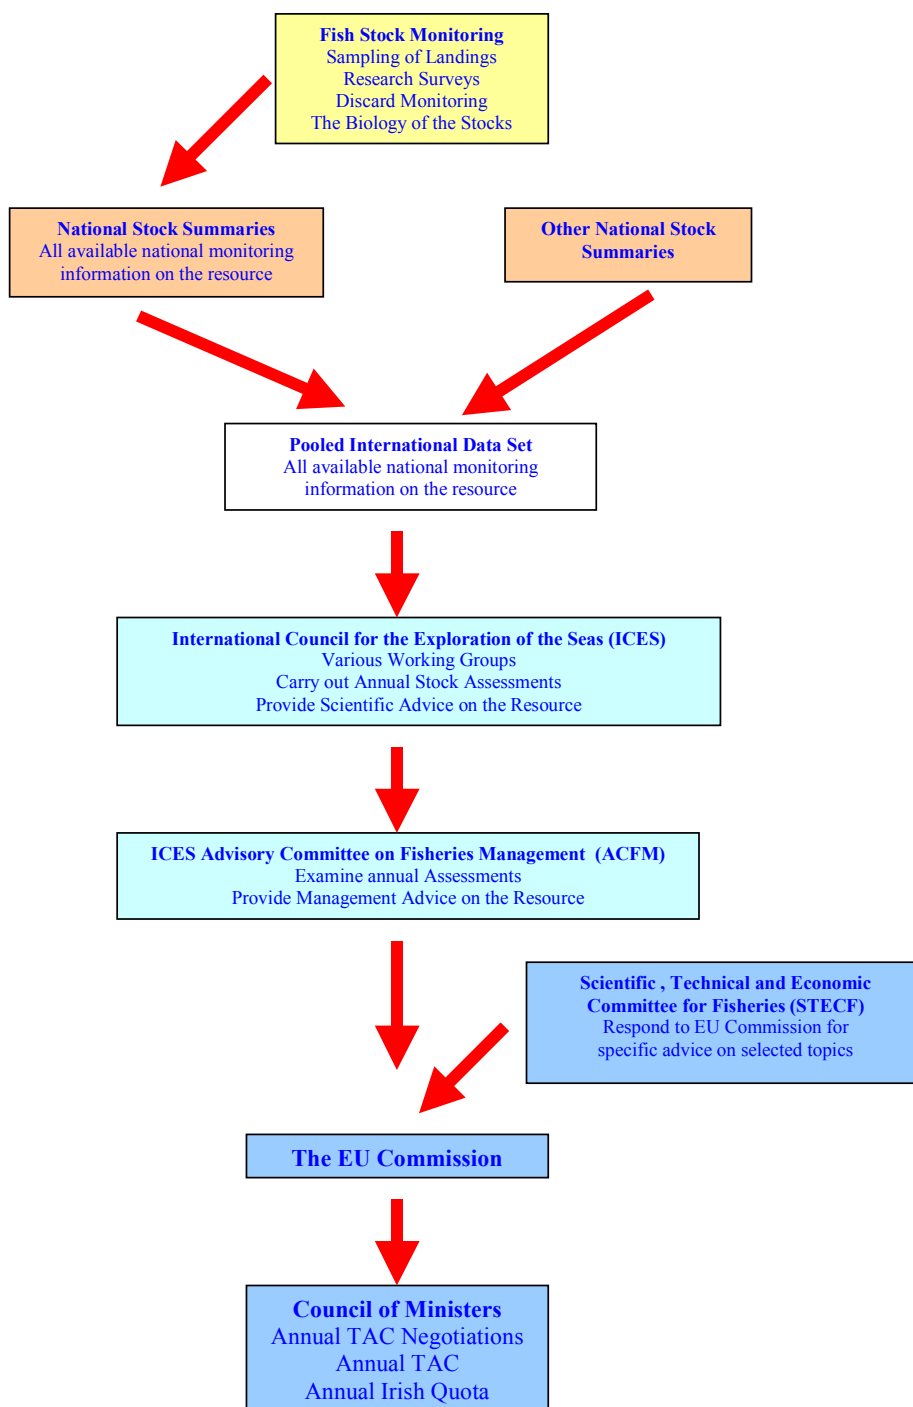 Fish Stock Monitoring
Sampling of Landings
Research Surveys
Discard Monitoring
The Biology of the Stocks
National Stock Summaries
All available national monitoring
information on the resource
Other National Stock
Summaries
Pooled International Data Set
All available national monitoring
information on the resource
International Council for the Exploration of the Seas (ICES)
Various Working Groups
Carry out Annual Stock Assessments
Provide Scientific Advice on the Resource
ICES Advisory Committee on Fisheries Management (ACFM)
Examine annual Assessments
Provide Management Advice on the Resource
Scientific , Technical and Economic
Committee for Fisheries (STECF)
Respond to EU Commission for
specific advice on selected topics
The EU Commission
Council of Ministers
Annual TAC Negotiations
Annual TAC
Annual Irish Quota